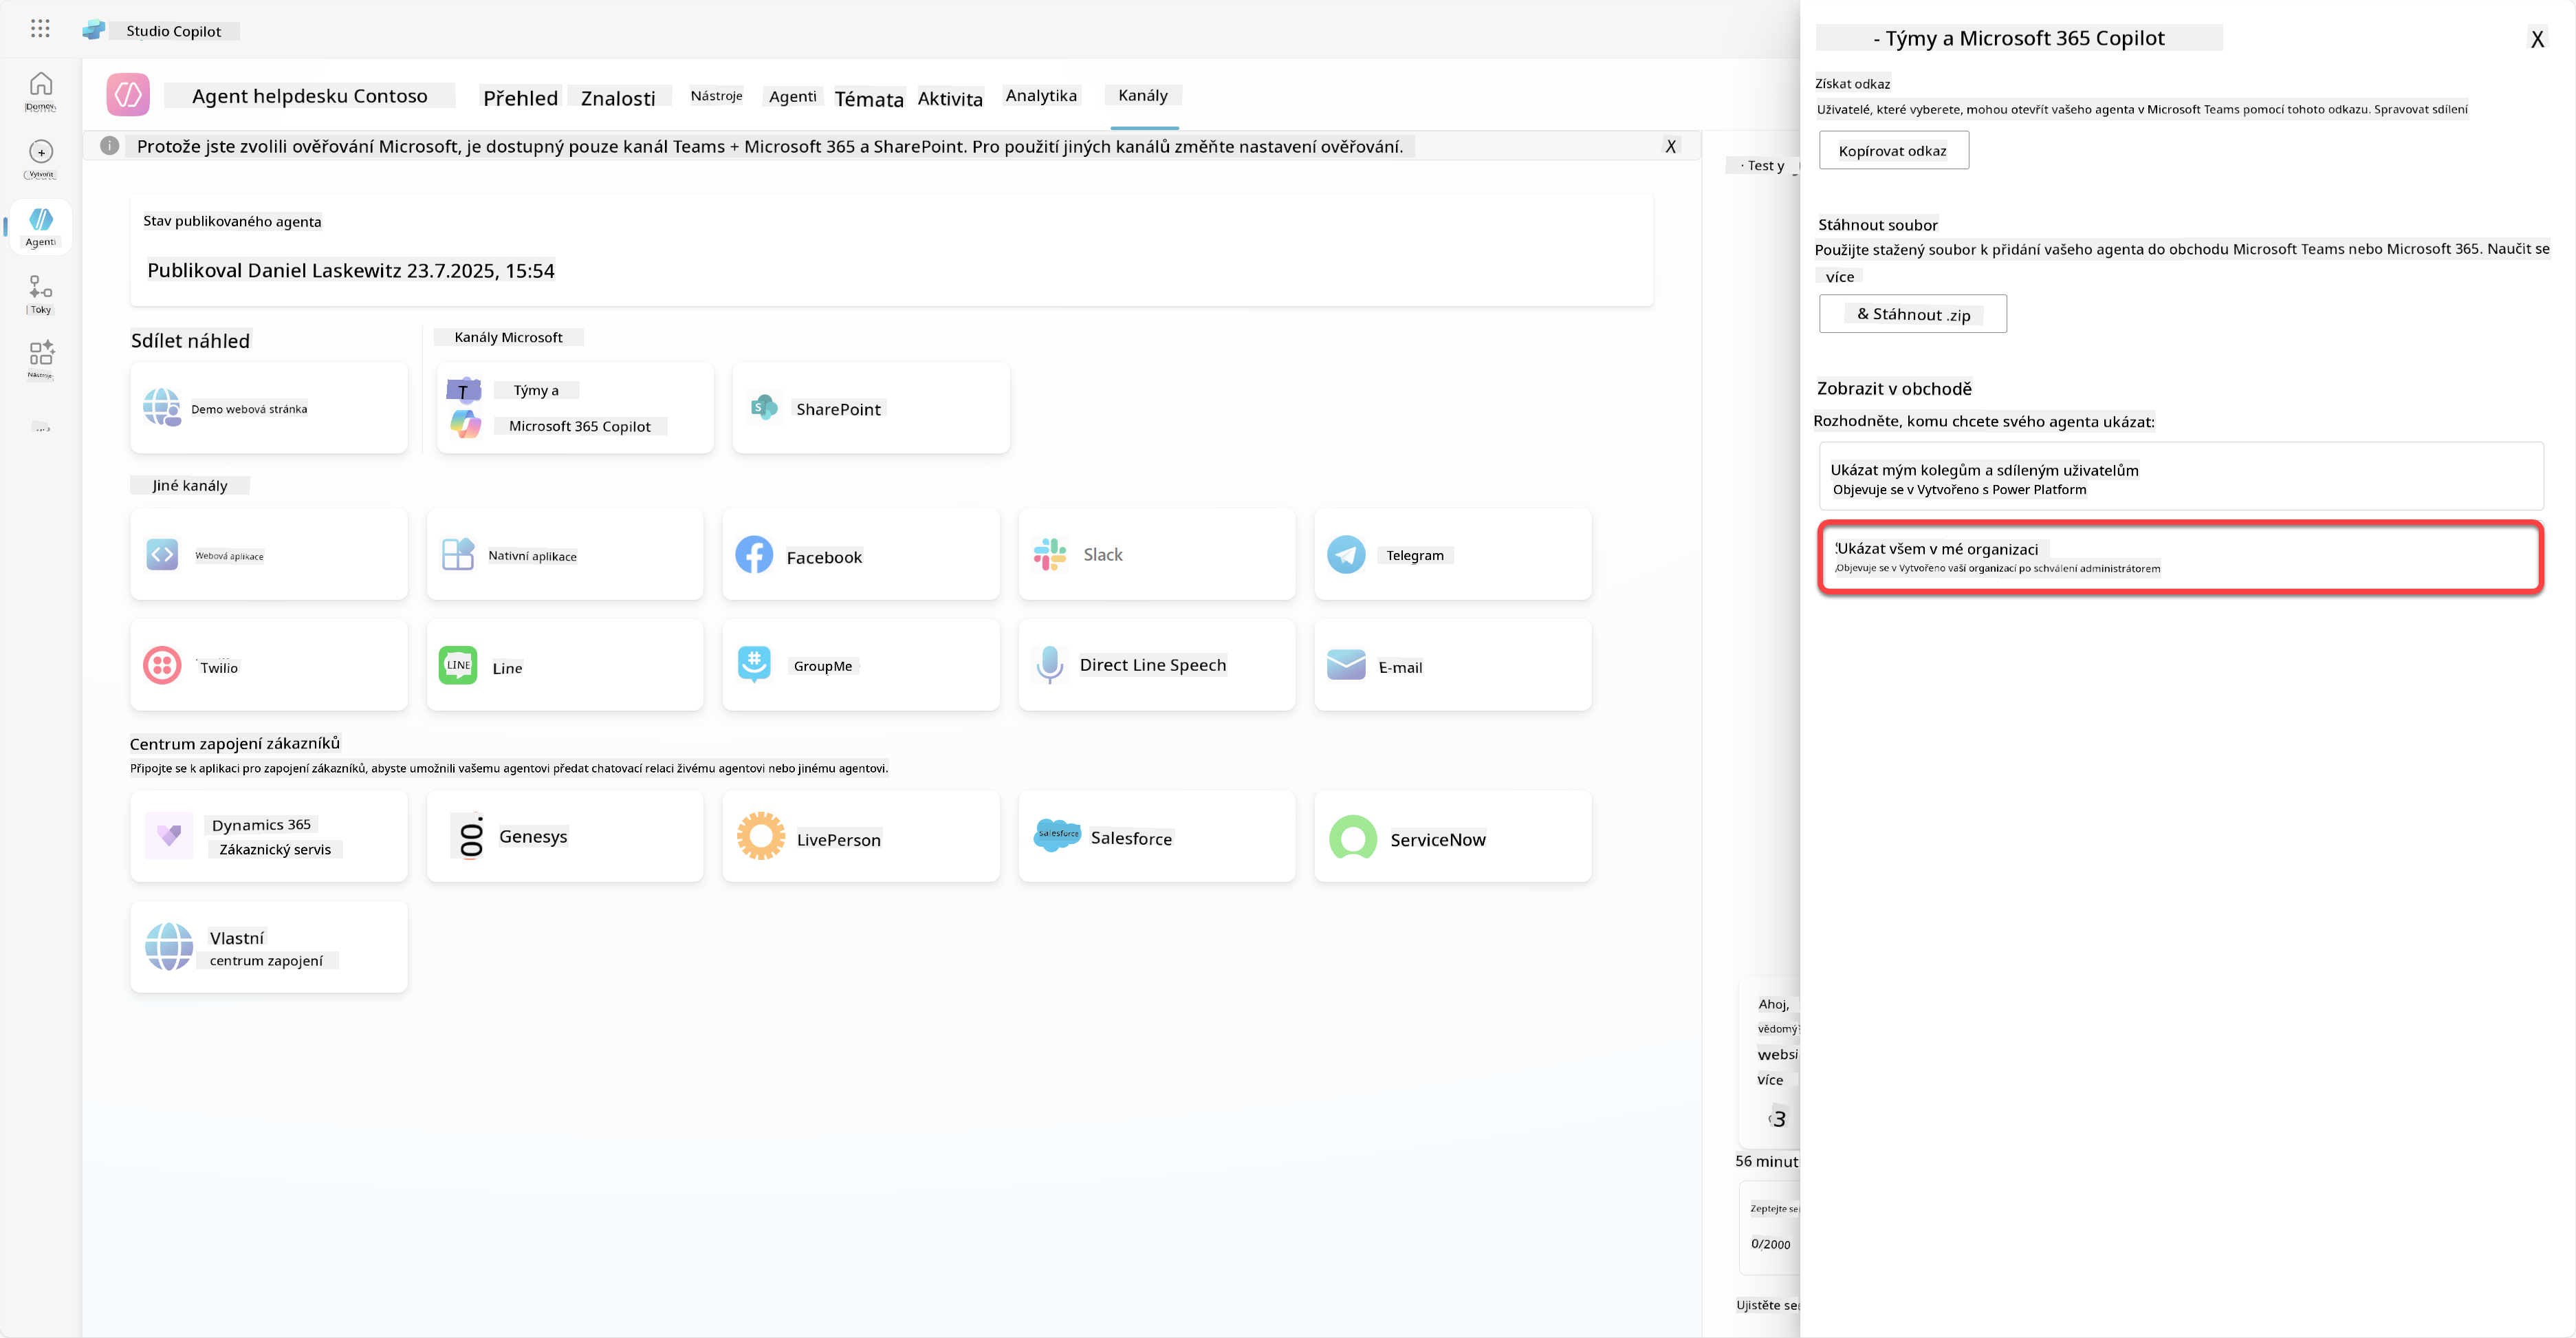 Studio Copilot
Domov
Vytvořit
Agenti
Toky
Nástroje
Agent helpdesku Contoso
Přehled
Znalosti
Nástroje
Agenti
Témata
Aktivita
Analytika
Kanály
Protože jste zvolili ověřování Microsoft, je dostupný pouze kanál Teams + Microsoft 365 a SharePoint. Pro použití jiných kanálů změňte nastavení ověřování.
X
Stav publikovaného agenta
Publikoval Daniel Laskewitz 23.7.2025, 15:54
Sdílet náhled
Demo webová stránka
Kanály Microsoft
T
Týmy a
Microsoft 365 Copilot
SharePoint
Jiné kanály
Webová aplikace
Nativní aplikace
Facebook
Slack
Telegram
Twilio
LINE
Line
GroupMe
Direct Line Speech
E-mail
Centrum zapojení zákazníků
Připojte se k aplikaci pro zapojení zákazníků, abyste umožnili vašemu agentovi předat chatovací relaci živému agentovi nebo jinému agentovi.
Dynamics 365
Zákaznický servis
Genesys
LivePerson
salesforce
Salesforce
ServiceNow
Vlastní
centrum zapojení
· Test y
Ahoj,
vědomý
websi
více
3
56 minut
Zeptejte se
0/2000
Ujistěte se
- Týmy a Microsoft 365 Copilot
X
Získat odkaz
Uživatelé, které vyberete, mohou otevřít vašeho agenta v Microsoft Teams pomocí tohoto odkazu. Spravovat sdílení
Kopírovat odkaz
Stáhnout soubor
Použijte stažený soubor k přidání vašeho agenta do obchodu Microsoft Teams nebo Microsoft 365. Naučit se
více
& Stáhnout .zip
Zobrazit v obchodě
Rozhodněte, komu chcete svého agenta ukázat:
Ukázat mým kolegům a sdíleným uživatelům
Objevuje se v Vytvořeno s Power Platform
Ukázat všem v mé organizaci
Objevuje se v Vytvořeno vaší organizací po schválení administrátorem